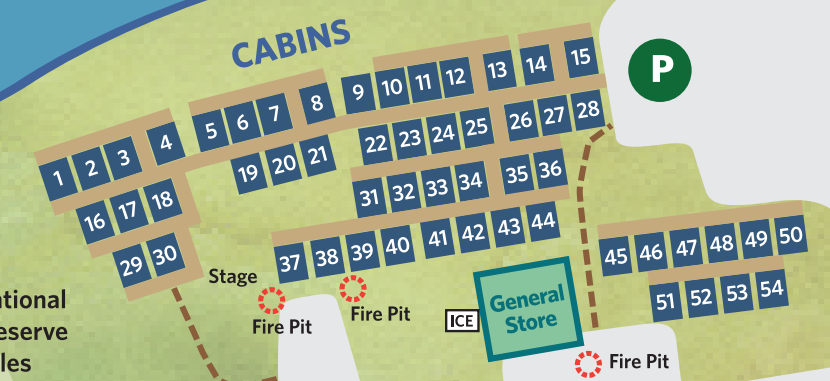 CABINS
P
1 2 3 4 5 6 7 8 9 10 11 12 13 14 15
16 17 18 19 20 21 22 23 24 25 26 27 28
29 30 31 32 33 34 35 36
37 38 39 40 41 42 43 44
45 46 47 48 49 50
51 52 53 54
Stage
Fire Pit
Fire Pit
ICE
General
Store
Fire Pit
ational
eserve
les